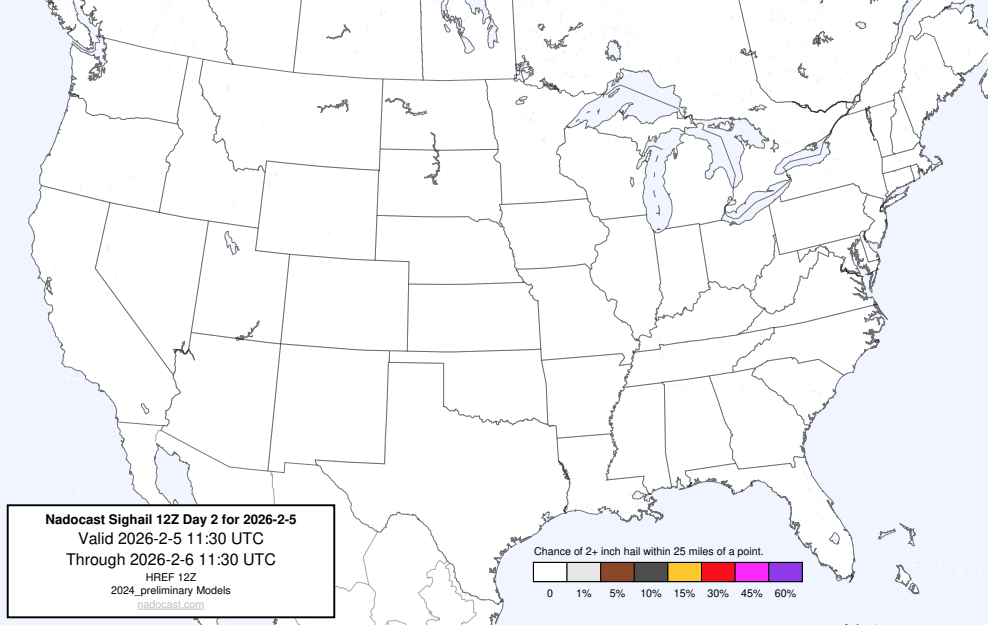 Nadocast Sighail 12Z Day 2 for 2026-2-5
Valid 2026-2-5 11:30 UTC
Through 2026-2-6 11:30 UTC
HREF 12Z
2024_preliminary Models
nadocast.com
Chance of 2+ inch hail within 25 miles of a point.
0 1% 5% 10% 15% 30% 45% 60%